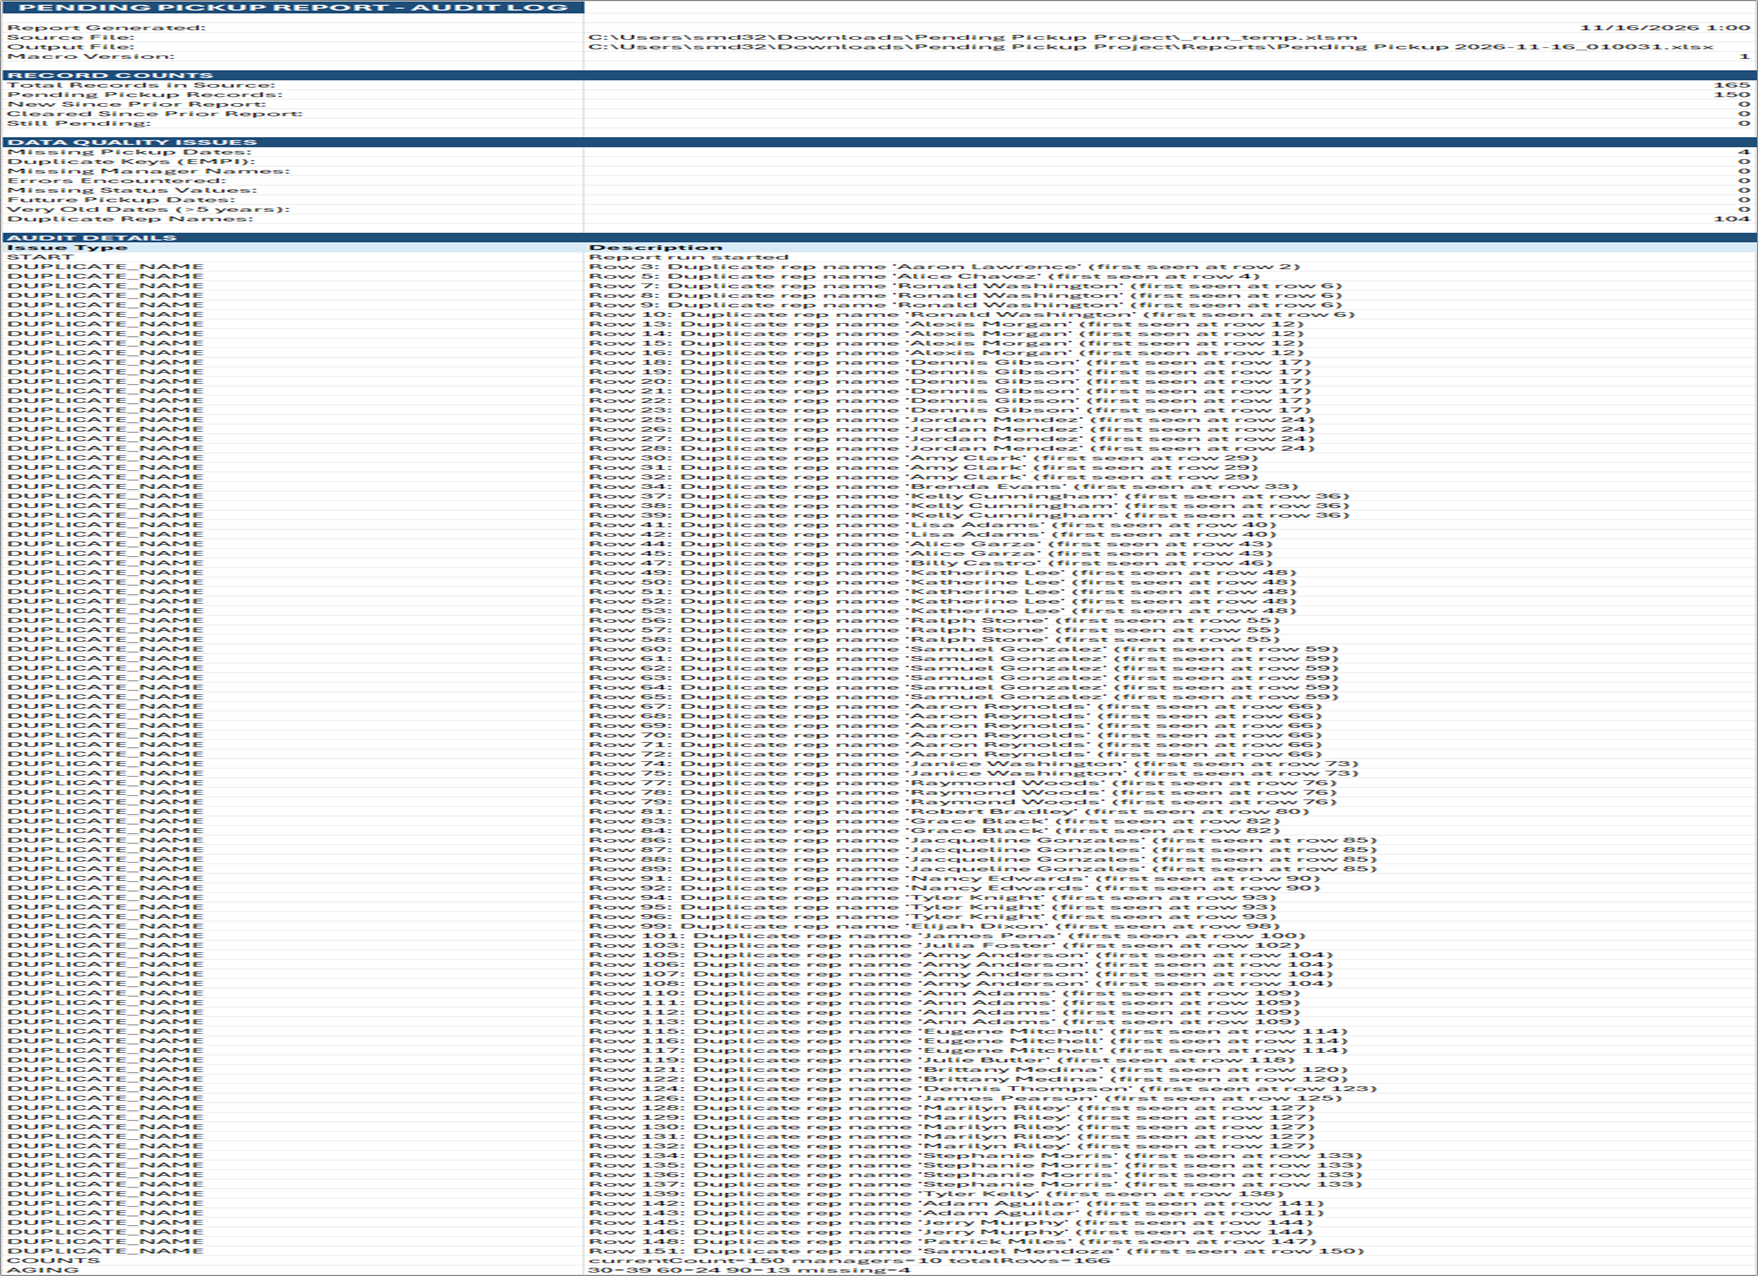 PENDING PICKUP REPORT - AUDIT LOG
Report Generated: 11/16/2026 1:00
Source File: C:\Users\smd32\Downloads\Pending Pickup Project\_run_temp.xlsm
Output File: C:\Users\smd32\Downloads\Pending Pickup Project\Reports\Pending Pickup 2026-11-16_010031.xlsx
Macro Version: 1
RECORD COUNTS
Total Records in Source: 165
Pending Pickup Records: 150
New Since Prior Report: 0
Cleared Since Prior Report: 0
Still Pending: 0
DATA QUALITY ISSUES
Missing Pickup Dates: 4
Duplicate Keys (EMPI): 0
Missing Manager Names: 0
Errors Encountered: 0
Missing Status Values: 0
Future Pickup Dates: 0
Very Old Dates (>5 years): 0
Duplicate Rep Names: 104
AUDIT DETAILS
Issue Type Description
START Report run started
DUPLICATE_NAME Row 3: Duplicate rep name 'Aaron Lawrence' (first seen at row 2)
DUPLICATE_NAME Row 5: Duplicate rep name 'Alice Chavez' (first seen at row 4)
DUPLICATE_NAME Row 7: Duplicate rep name 'Ronald Washington' (first seen at row 6)
DUPLICATE_NAME Row 8: Duplicate rep name 'Ronald Washington' (first seen at row 6)
DUPLICATE_NAME Row 9: Duplicate rep name 'Ronald Washington' (first seen at row 6)
DUPLICATE_NAME Row 10: Duplicate rep name 'Ronald Washington' (first seen at row 6)
DUPLICATE_NAME Row 13: Duplicate rep name 'Alexis Morgan' (first seen at row 12)
DUPLICATE_NAME Row 14: Duplicate rep name 'Alexis Morgan' (first seen at row 12)
DUPLICATE_NAME Row 15: Duplicate rep name 'Alexis Morgan' (first seen at row 12)
DUPLICATE_NAME Row 16: Duplicate rep name 'Alexis Morgan' (first seen at row 12)
DUPLICATE_NAME Row 18: Duplicate rep name 'Dennis Gibson' (first seen at row 17)
DUPLICATE_NAME Row 19: Duplicate rep name 'Dennis Gibson' (first seen at row 17)
DUPLICATE_NAME Row 20: Duplicate rep name 'Dennis Gibson' (first seen at row 17)
DUPLICATE_NAME Row 21: Duplicate rep name 'Dennis Gibson' (first seen at row 17)
DUPLICATE_NAME Row 22: Duplicate rep name 'Dennis Gibson' (first seen at row 17)
DUPLICATE_NAME Row 23: Duplicate rep name 'Dennis Gibson' (first seen at row 17)
DUPLICATE_NAME Row 25: Duplicate rep name 'Jordan Mendez' (first seen at row 24)
DUPLICATE_NAME Row 26: Duplicate rep name 'Jordan Mendez' (first seen at row 24)
DUPLICATE_NAME Row 27: Duplicate rep name 'Jordan Mendez' (first seen at row 24)
DUPLICATE_NAME Row 28: Duplicate rep name 'Jordan Mendez' (first seen at row 24)
DUPLICATE_NAME Row 30: Duplicate rep name 'Amy Clark' (first seen at row 29)
DUPLICATE_NAME Row 31: Duplicate rep name 'Amy Clark' (first seen at row 29)
DUPLICATE_NAME Row 32: Duplicate rep name 'Amy Clark' (first seen at row 29)
DUPLICATE_NAME Row 34: Duplicate rep name 'Brenda Evans' (first seen at row 33)
DUPLICATE_NAME Row 37: Duplicate rep name 'Kelly Cunningham' (first seen at row 36)
DUPLICATE_NAME Row 38: Duplicate rep name 'Kelly Cunningham' (first seen at row 36)
DUPLICATE_NAME Row 39: Duplicate rep name 'Kelly Cunningham' (first seen at row 36)
DUPLICATE_NAME Row 41: Duplicate rep name 'Lisa Adams' (first seen at row 40)
DUPLICATE_NAME Row 42: Duplicate rep name 'Lisa Adams' (first seen at row 40)
DUPLICATE_NAME Row 44: Duplicate rep name 'Alice Garza' (first seen at row 43)
DUPLICATE_NAME Row 45: Duplicate rep name 'Alice Garza' (first seen at row 43)
DUPLICATE_NAME Row 47: Duplicate rep name 'Billy Castro' (first seen at row 46)
DUPLICATE_NAME Row 49: Duplicate rep name 'Katherine Lee' (first seen at row 48)
DUPLICATE_NAME Row 50: Duplicate rep name 'Katherine Lee' (first seen at row 48)
DUPLICATE_NAME Row 51: Duplicate rep name 'Katherine Lee' (first seen at row 48)
DUPLICATE_NAME Row 52: Duplicate rep name 'Katherine Lee' (first seen at row 48)
DUPLICATE_NAME Row 53: Duplicate rep name 'Katherine Lee' (first seen at row 48)
DUPLICATE_NAME Row 56: Duplicate rep name 'Ralph Stone' (first seen at row 55)
DUPLICATE_NAME Row 57: Duplicate rep name 'Ralph Stone' (first seen at row 55)
DUPLICATE_NAME Row 58: Duplicate rep name 'Ralph Stone' (first seen at row 55)
DUPLICATE_NAME Row 60: Duplicate rep name 'Samuel Gonzalez' (first seen at row 59)
DUPLICATE_NAME Row 61: Duplicate rep name 'Samuel Gonzalez' (first seen at row 59)
DUPLICATE_NAME Row 62: Duplicate rep name 'Samuel Gonzalez' (first seen at row 59)
DUPLICATE_NAME Row 63: Duplicate rep name 'Samuel Gonzalez' (first seen at row 59)
DUPLICATE_NAME Row 64: Duplicate rep name 'Samuel Gonzalez' (first seen at row 59)
DUPLICATE_NAME Row 65: Duplicate rep name 'Samuel Gonzalez' (first seen at row 59)
DUPLICATE_NAME Row 67: Duplicate rep name 'Aaron Reynolds' (first seen at row 66)
DUPLICATE_NAME Row 68: Duplicate rep name 'Aaron Reynolds' (first seen at row 66)
DUPLICATE_NAME Row 69: Duplicate rep name 'Aaron Reynolds' (first seen at row 66)
DUPLICATE_NAME Row 70: Duplicate rep name 'Aaron Reynolds' (first seen at row 66)
DUPLICATE_NAME Row 71: Duplicate rep name 'Aaron Reynolds' (first seen at row 66)
DUPLICATE_NAME Row 72: Duplicate rep name 'Aaron Reynolds' (first seen at row 66)
DUPLICATE_NAME Row 74: Duplicate rep name 'Janice Washington' (first seen at row 73)
DUPLICATE_NAME Row 75: Duplicate rep name 'Janice Washington' (first seen at row 73)
DUPLICATE_NAME Row 77: Duplicate rep name 'Raymond Woods' (first seen at row 76)
DUPLICATE_NAME Row 78: Duplicate rep name 'Raymond Woods' (first seen at row 76)
DUPLICATE_NAME Row 79: Duplicate rep name 'Raymond Woods' (first seen at row 76)
DUPLICATE_NAME Row 81: Duplicate rep name 'Robert Bradley' (first seen at row 80)
DUPLICATE_NAME Row 83: Duplicate rep name 'Grace Black' (first seen at row 82)
DUPLICATE_NAME Row 84: Duplicate rep name 'Grace Black' (first seen at row 82)
DUPLICATE_NAME Row 86: Duplicate rep name 'Jacqueline Gonzales' (first seen at row 85)
DUPLICATE_NAME Row 87: Duplicate rep name 'Jacqueline Gonzales' (first seen at row 85)
DUPLICATE_NAME Row 88: Duplicate rep name 'Jacqueline Gonzales' (first seen at row 85)
DUPLICATE_NAME Row 89: Duplicate rep name 'Jacqueline Gonzales' (first seen at row 85)
DUPLICATE_NAME Row 91: Duplicate rep name 'Nancy Edwards' (first seen at row 90)
DUPLICATE_NAME Row 92: Duplicate rep name 'Nancy Edwards' (first seen at row 90)
DUPLICATE_NAME Row 94: Duplicate rep name 'Tyler Knight' (first seen at row 93)
DUPLICATE_NAME Row 95: Duplicate rep name 'Tyler Knight' (first seen at row 93)
DUPLICATE_NAME Row 96: Duplicate rep name 'Tyler Knight' (first seen at row 93)
DUPLICATE_NAME Row 99: Duplicate rep name 'Elijah Dixon' (first seen at row 98)
DUPLICATE_NAME Row 101: Duplicate rep name 'James Pena' (first seen at row 100)
DUPLICATE_NAME Row 103: Duplicate rep name 'Julia Foster' (first seen at row 102)
DUPLICATE_NAME Row 105: Duplicate rep name 'Amy Anderson' (first seen at row 104)
DUPLICATE_NAME Row 106: Duplicate rep name 'Amy Anderson' (first seen at row 104)
DUPLICATE_NAME Row 107: Duplicate rep name 'Amy Anderson' (first seen at row 104)
DUPLICATE_NAME Row 108: Duplicate rep name 'Amy Anderson' (first seen at row 104)
DUPLICATE_NAME Row 110: Duplicate rep name 'Ann Adams' (first seen at row 109)
DUPLICATE_NAME Row 111: Duplicate rep name 'Ann Adams' (first seen at row 109)
DUPLICATE_NAME Row 112: Duplicate rep name 'Ann Adams' (first seen at row 109)
DUPLICATE_NAME Row 113: Duplicate rep name 'Ann Adams' (first seen at row 109)
DUPLICATE_NAME Row 115: Duplicate rep name 'Eugene Mitchell' (first seen at row 114)
DUPLICATE_NAME Row 116: Duplicate rep name 'Eugene Mitchell' (first seen at row 114)
DUPLICATE_NAME Row 117: Duplicate rep name 'Eugene Mitchell' (first seen at row 114)
DUPLICATE_NAME Row 119: Duplicate rep name 'Julie Butler' (first seen at row 118)
DUPLICATE_NAME Row 121: Duplicate rep name 'Brittany Medina' (first seen at row 120)
DUPLICATE_NAME Row 122: Duplicate rep name 'Brittany Medina' (first seen at row 120)
DUPLICATE_NAME Row 124: Duplicate rep name 'Dennis Thompson' (first seen at row 123)
DUPLICATE_NAME Row 126: Duplicate rep name 'James Pearson' (first seen at row 125)
DUPLICATE_NAME Row 128: Duplicate rep name 'Marilyn Riley' (first seen at row 127)
DUPLICATE_NAME Row 129: Duplicate rep name 'Marilyn Riley' (first seen at row 127)
DUPLICATE_NAME Row 130: Duplicate rep name 'Marilyn Riley' (first seen at row 127)
DUPLICATE_NAME Row 131: Duplicate rep name 'Marilyn Riley' (first seen at row 127)
DUPLICATE_NAME Row 132: Duplicate rep name 'Marilyn Riley' (first seen at row 127)
DUPLICATE_NAME Row 134: Duplicate rep name 'Stephanie Morris' (first seen at row 133)
DUPLICATE_NAME Row 135: Duplicate rep name 'Stephanie Morris' (first seen at row 133)
DUPLICATE_NAME Row 136: Duplicate rep name 'Stephanie Morris' (first seen at row 133)
DUPLICATE_NAME Row 137: Duplicate rep name 'Stephanie Morris' (first seen at row 133)
DUPLICATE_NAME Row 139: Duplicate rep name 'Tyler Kelly' (first seen at row 138)
DUPLICATE_NAME Row 142: Duplicate rep name 'Adam Aguilar' (first seen at row 141)
DUPLICATE_NAME Row 143: Duplicate rep name 'Adam Aguilar' (first seen at row 141)
DUPLICATE_NAME Row 145: Duplicate rep name 'Jerry Murphy' (first seen at row 144)
DUPLICATE_NAME Row 146: Duplicate rep name 'Jerry Murphy' (first seen at row 144)
DUPLICATE_NAME Row 148: Duplicate rep name 'Patrick Miles' (first seen at row 147)
DUPLICATE_NAME Row 151: Duplicate rep name 'Samuel Mendoza' (first seen at row 150)
COUNTS currentCount=150 managers=10 totalRows=166
AGING 30=39 60=24 90=13 missing=4